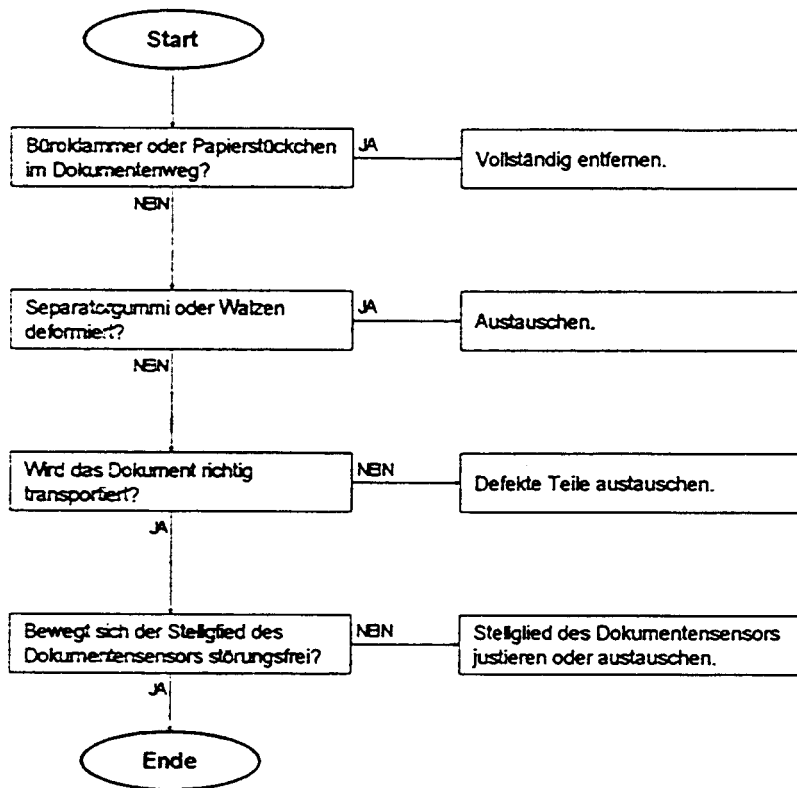 Start
Büroklammer oder Papierstückchen
im Dokumentenweg?
JA
Vollständig entfernen.
NEIN
Separatorgummi oder Walzen
deformiert?
JA
Austauschen.
NEIN
Wird das Dokument richtig
transportiert?
NEIN
Defekte Teile austauschen.
JA
Bewegt sich der Stellglied des
Dokumentensensors störungsfrei?
NEIN
Stellglied des Dokumentensensors
justieren oder austauschen.
JA
Ende